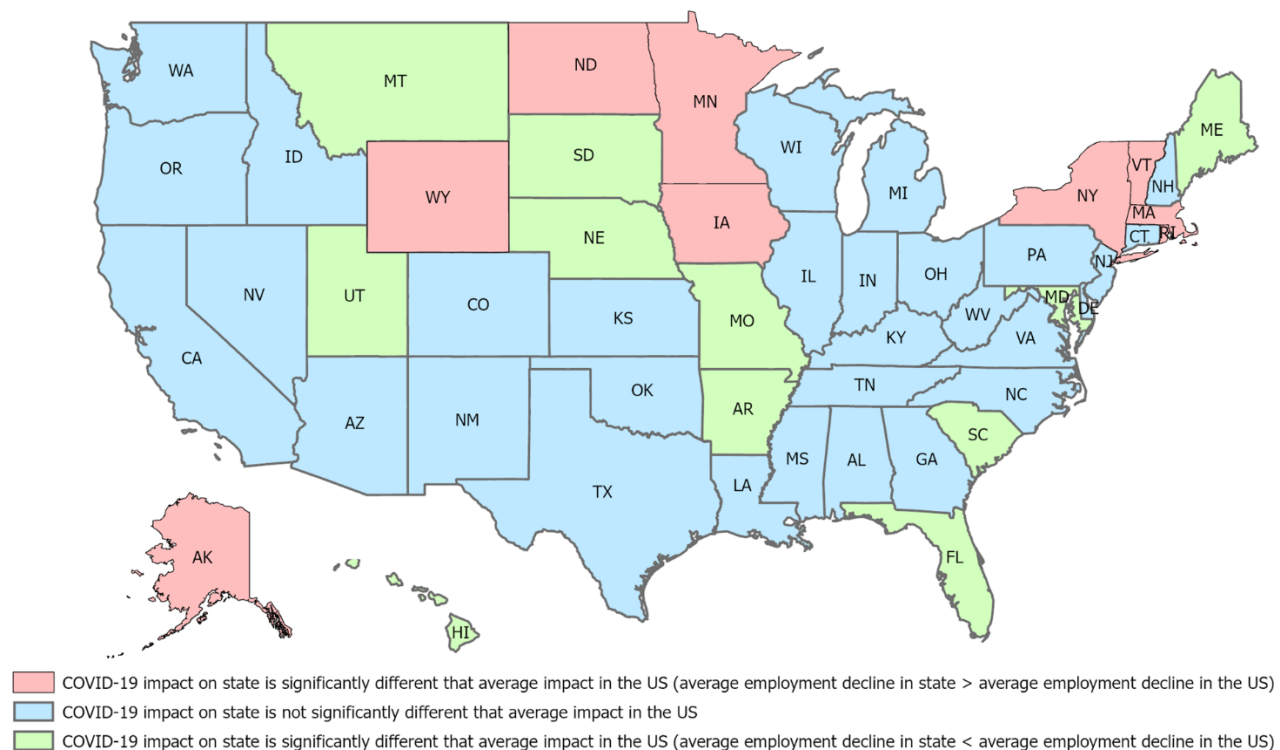 WA
MT
ND
MN
ME
OR
ID
SD
WI
MI
VT
NH
WY
NY
MA
IA
CT
RI
NE
PA
NV
UT
CO
IL
IN
OH
NJ
MD
DE
KS
MO
WV
VA
CA
KY
TN
NC
AZ
NM
OK
AR
SC
MS
AL
GA
TX
LA
AK
FL
HI
COVID-19 impact on state is significantly different that average impact in the US (average employment decline in state > average employment decline in the US)
COVID-19 impact on state is not significantly different that average impact in the US
COVID-19 impact on state is significantly different that average impact in the US (average employment decline in state < average employment decline in the US)